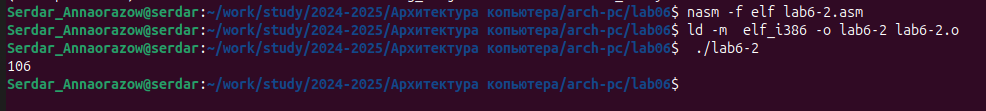 Serdar_Annaorazow@serdar:~/work/study/2024-2025/Архитектура копьютера/arch-pc/lab06$ nasm -f elf lab6-2.asm
Serdar_Annaorazow@serdar:~/work/study/2024-2025/Архитектура копьютера/arch-pc/lab06$ ld -m  elf_i386 -o lab6-2 lab6-2.o
Serdar_Annaorazow@serdar:~/work/study/2024-2025/Архитектура копьютера/arch-pc/lab06$  ./lab6-2
106
Serdar_Annaorazow@serdar:~/work/study/2024-2025/Архитектура копьютера/arch-pc/lab06$